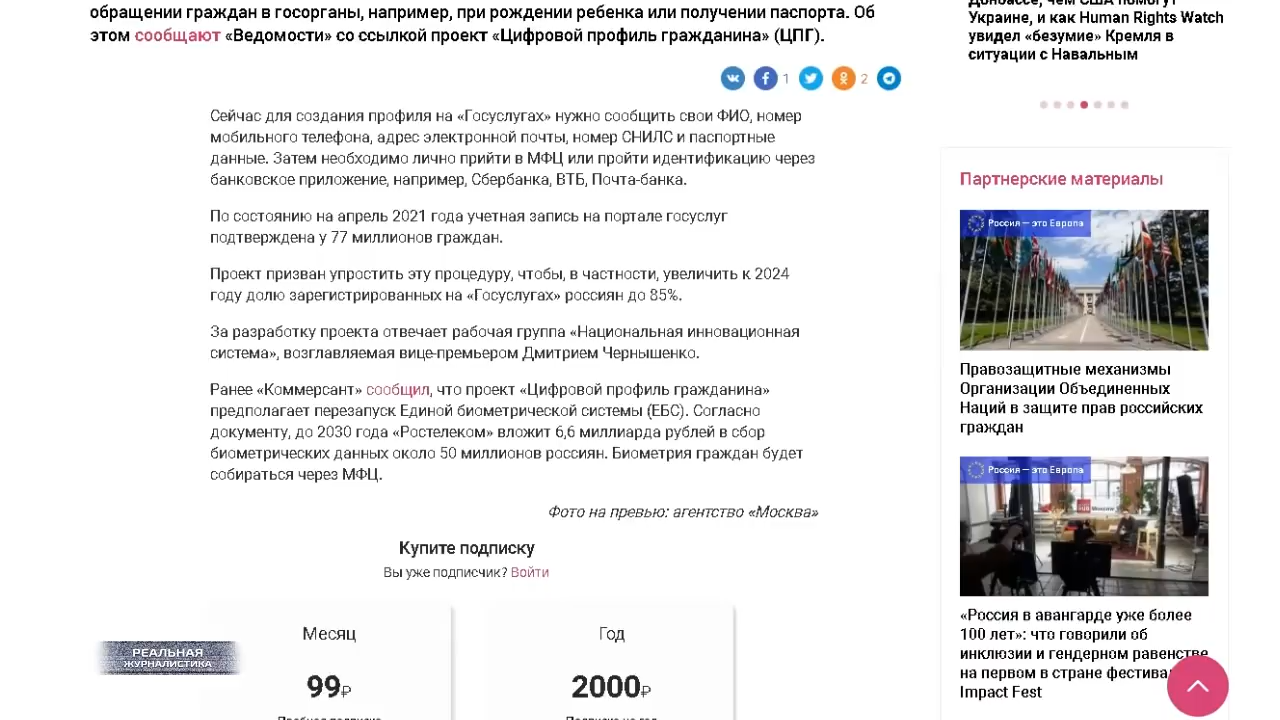 обращении граждан в госорганы, например, при рождении ребенка или получении паспорта. Об
этом сообщают «Ведомости» со ссылкой проект «Цифровой профиль гражданина» (ЦПГ).
1
2
Сейчас для создания профиля на «Госуслугах» нужно сообщить свои ФИО, номер
мобильного телефона, адрес электронной почты, номер СНИЛС и паспортные
данные. Затем необходимо лично прийти в МФЦ или пройти идентификацию через
банковское приложение, например, Сбербанка, ВТБ, Почта-банка.
По состоянию на апрель 2021 года учетная запись на портале госуслуг
подтверждена у 77 миллионов граждан.
Проект призван упростить эту процедуру, чтобы, в частности, увеличить к 2024
году долю зарегистрированных на «Госуслугах» россиян до 85%.
За разработку проекта отвечает рабочая группа «Национальная инновационная
система», возглавляемая вице-премьером Дмитрием Чернышенко.
Ранее «Коммерсант» сообщил, что проект «Цифровой профиль гражданина»
предполагает перезапуск Единой биометрической системы (ЕБС). Согласно
документу, до 2030 года «Ростелеком» вложит 6,6 миллиарда рублей в сбор
биометрических данных около 50 миллионов россиян. Биометрия граждан будет
собираться через МФЦ.
Фото на превью: агентство «Москва»
Купите подписку
Вы уже подписчик? Войти
Месяц
99₽
Пробная подписка
Год
2000₽
Подписка на год
РЕАЛЬНАЯ
ЖУРНАЛИСТИКА
Донбассе, чем США помогут
Украине, и как Human Rights Watch
увидел «безумие» Кремля в
ситуации с Навальным
Партнерские материалы
Россия — это Европа
Правозащитные механизмы
Организации Объединенных
Наций в защите прав российских
граждан
Россия — это Европа
«Россия в авангарде уже более
100 лет»: что говорили об
инклюзии и гендерном равенстве
на первом в стране фестива
Impact Fest